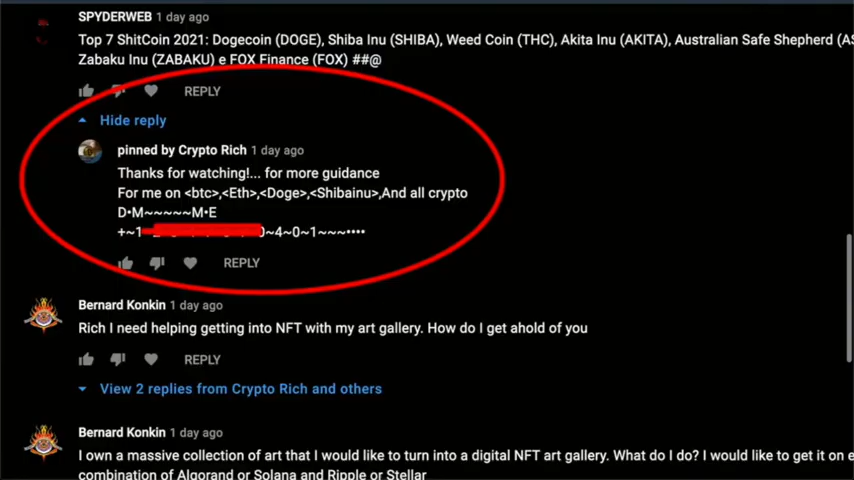 SPYDERWEB 1 day ago
Top 7 ShitCoin 2021: Dogecoin (DOGE), Shiba Inu (SHIBA), Weed Coin (THC), Akita Inu (AKITA), Australian Safe Shepherd (AS
Zabaku Inu (ZABAKU) e FOX Finance (FOX) ##@
REPLY
Hide reply
pinned by Crypto Rich 1 day ago
Thanks for watching!... for more guidance
For me on <btc>,<Eth>,<Doge>,<Shibainu>,And all crypto
D•M~~~~~M•E
+~1 ~4~0~1~~~••••
REPLY
Bernard Konkin 1 day ago
Rich I need helping getting into NFT with my art gallery. How do I get ahold of you
REPLY
View 2 replies from Crypto Rich and others
Bernard Konkin 1 day ago
I own a massive collection of art that I would like to turn into a digital NFT art gallery. What do I do? I would like to get it on e
combination of Algorand or Solana and Ripple or Stellar